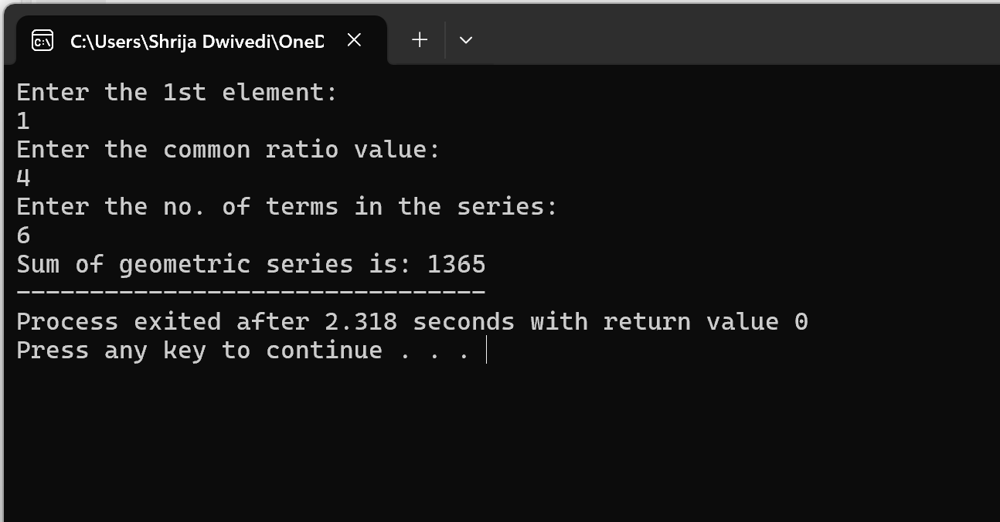 C:\Users\Shrija Dwivedi\OneD
Enter the 1st element:
1
Enter the common ratio value:
4
Enter the no. of terms in the series:
6
Sum of geometric series is: 1365
--------------------------------
Process exited after 2.318 seconds with return value 0
Press any key to continue . . .